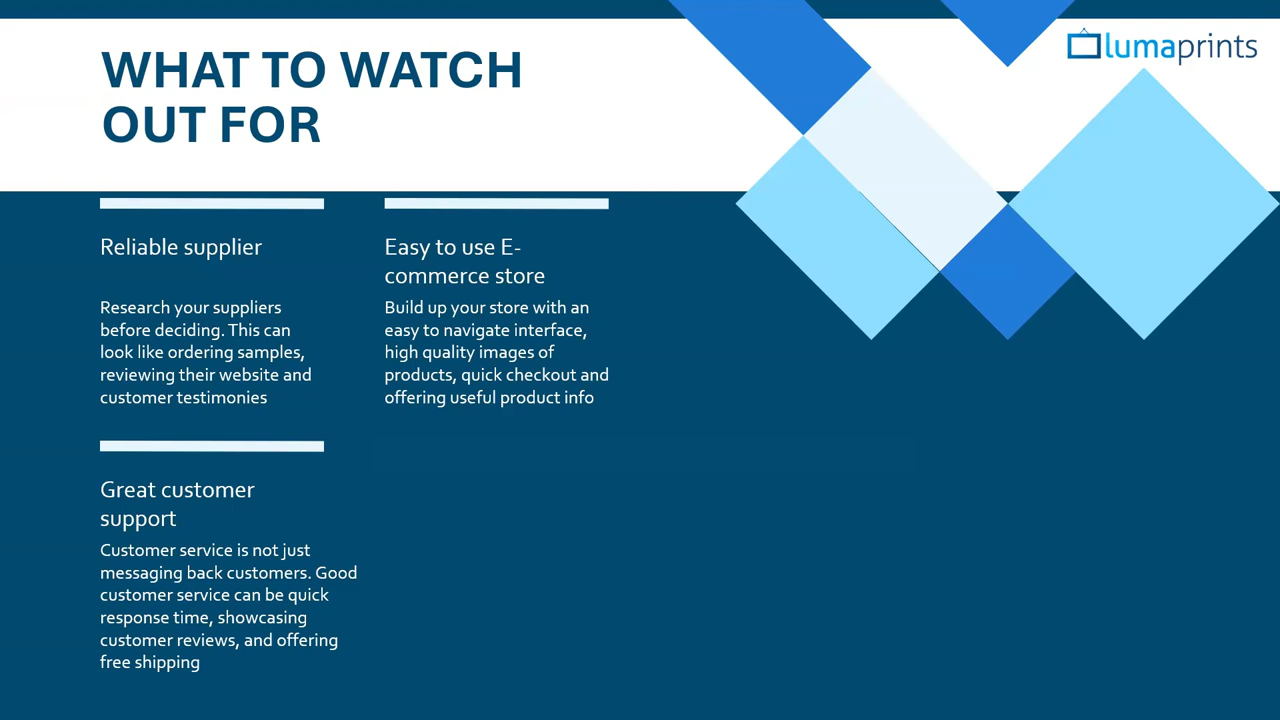 WHAT TO WATCH
OUT FOR
lumaprints
Reliable supplier
Research your suppliers
before deciding. This can
look like ordering samples,
reviewing their website and
customer testimonies
Easy to use E-
commerce store
Build up your store with an
easy to navigate interface,
high quality images of
products, quick checkout and
offering useful product info
Great customer
support
Customer service is not just
messaging back customers. Good
customer service can be quick
response time, showcasing
customer reviews, and offering
free shipping